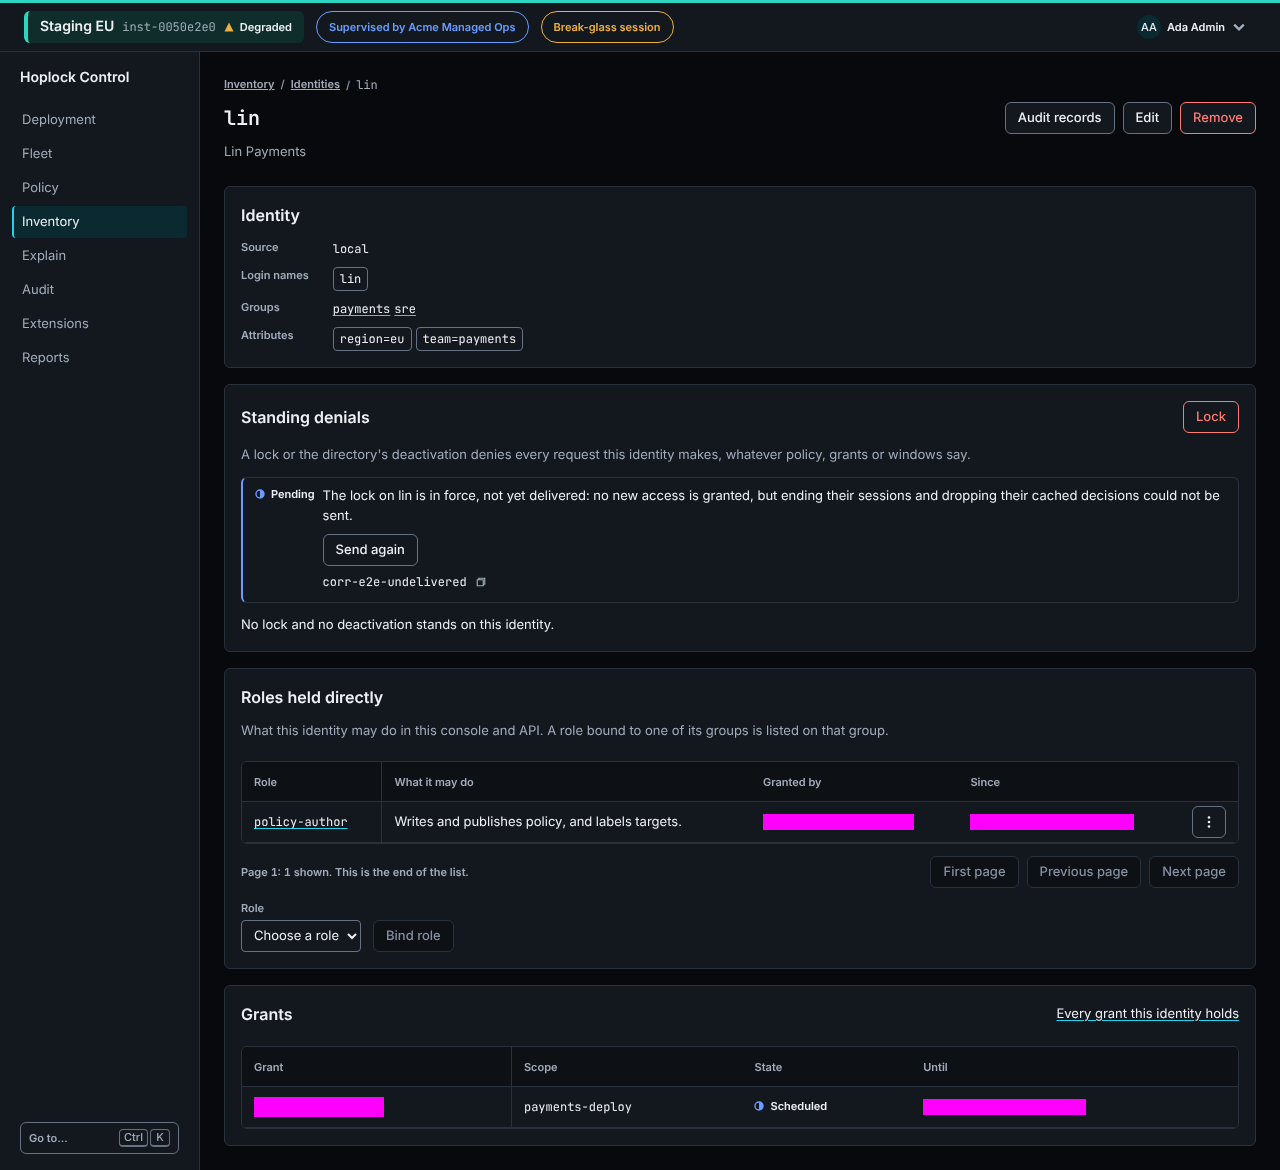 Staging EU inst-0050e2e0 Degraded Supervised by Acme Managed Ops Break-glass session AA Ada Admin
Hoplock Control
Deployment
Fleet
Policy
Inventory
Explain
Audit
Extensions
Reports
Go to... Ctrl K
Inventory / Identities / lin
lin
Audit records Edit Remove
Lin Payments
Identity
Source local
Login names lin
Groups payments sre
Attributes region=eu team=payments
Standing denials
Lock
A lock or the directory's deactivation denies every request this identity makes, whatever policy, grants or windows say.
Pending The lock on lin is in force, not yet delivered: no new access is granted, but ending their sessions and dropping their cached decisions could not be
sent.
Send again
corr-e2e-undelivered
No lock and no deactivation stands on this identity.
Roles held directly
What this identity may do in this console and API. A role bound to one of its groups is listed on that group.
Role What it may do Granted by Since
policy-author Writes and publishes policy, and labels targets.
Page 1: 1 shown. This is the end of the list. First page Previous page Next page
Role
Choose a role Bind role
Grants
Every grant this identity holds
Grant Scope State Until
payments-deploy Scheduled